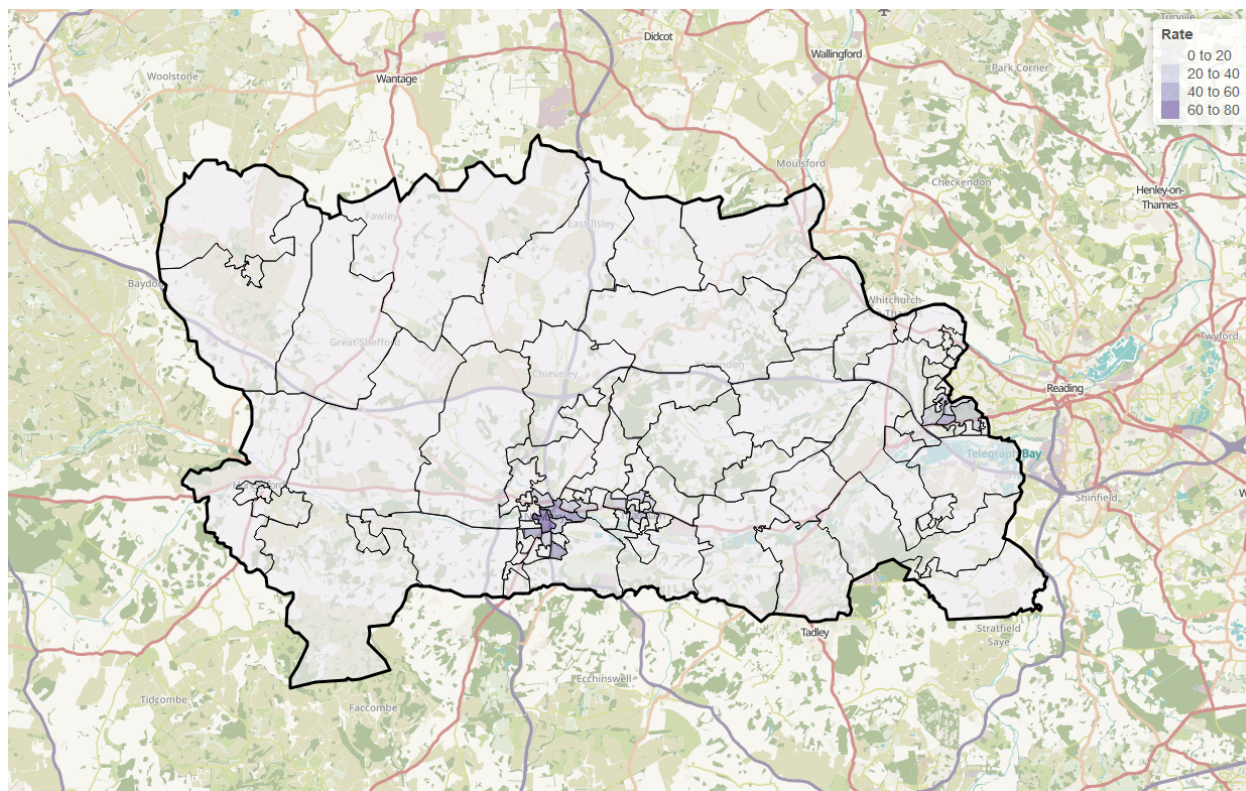 Turville
Rate
0 to 20
20 to 40
40 to 60
60 to 80
Didcot
Wallingford
Park Corner
Woolstone
Wantage
Moulsford
Checkendon
Henley-on-
Thames
Fawley
East Ilsley
Baydon
Whitchurch-
Great Shefford
Twyford
Chieveley
Yattendon
Reading
Telegraph Bay
Shinfield
Tadley
Stratfield
Saye
Ecchinswell
Tidcombe
Faccombe